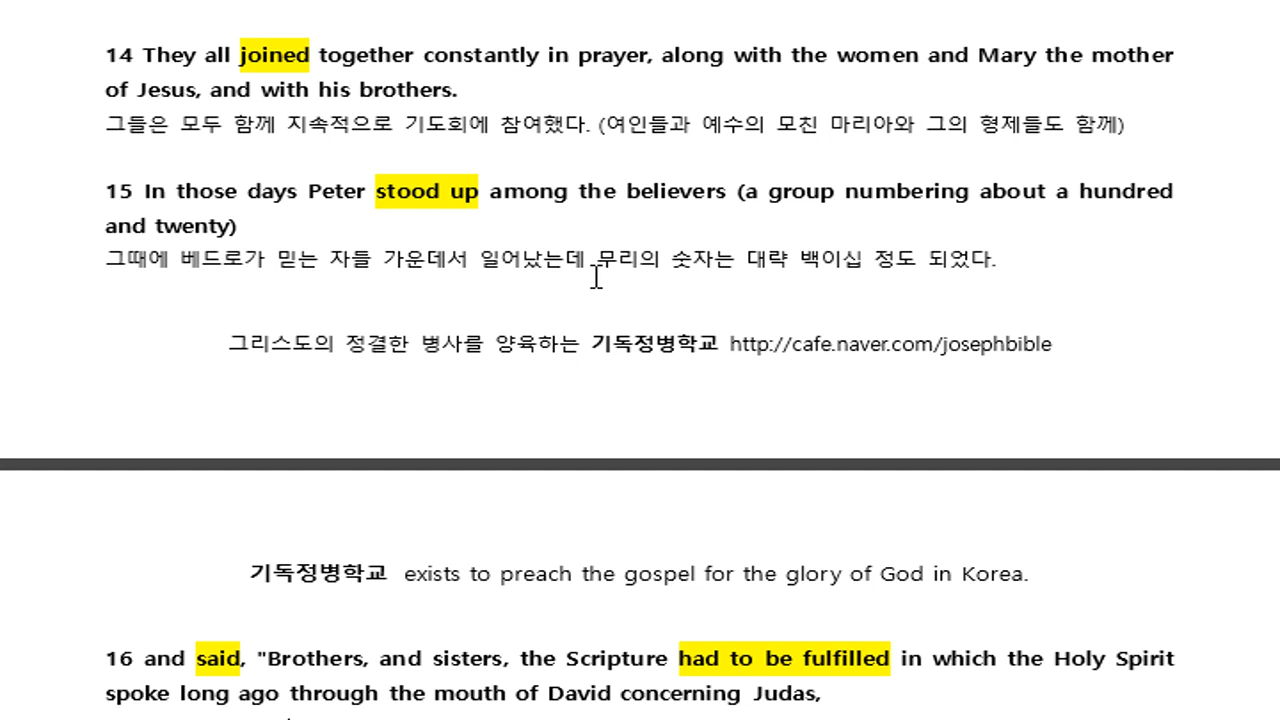 14 They all joined together constantly in prayer, along with the women and Mary the mother
of Jesus, and with his brothers.
그들은 모두 함께 지속적으로 기도회에 참여했다. (여인들과 예수의 모친 마리아와 그의 형제들도 함께)
15 In those days Peter stood up among the believers (a group numbering about a hundred
and twenty)
그때에 베드로가 믿는 자들 가운데서 일어났는데 무리의 숫자는 대략 백이십 정도 되었다.
그리스도의 정결한 병사를 양육하는 기독정병학교 http://cafe.naver.com/josephbible
기독정병학교 exists to preach the gospel for the glory of God in Korea.
16 and said, "Brothers, and sisters, the Scripture had to be fulfilled in which the Holy Spirit
spoke long ago through the mouth of David concerning Judas,